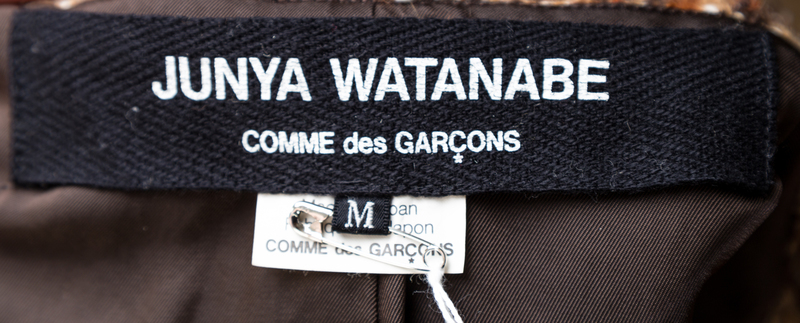 JUNYA WATANABE
COMME des GARÇONS
M
COMME des GARÇONS